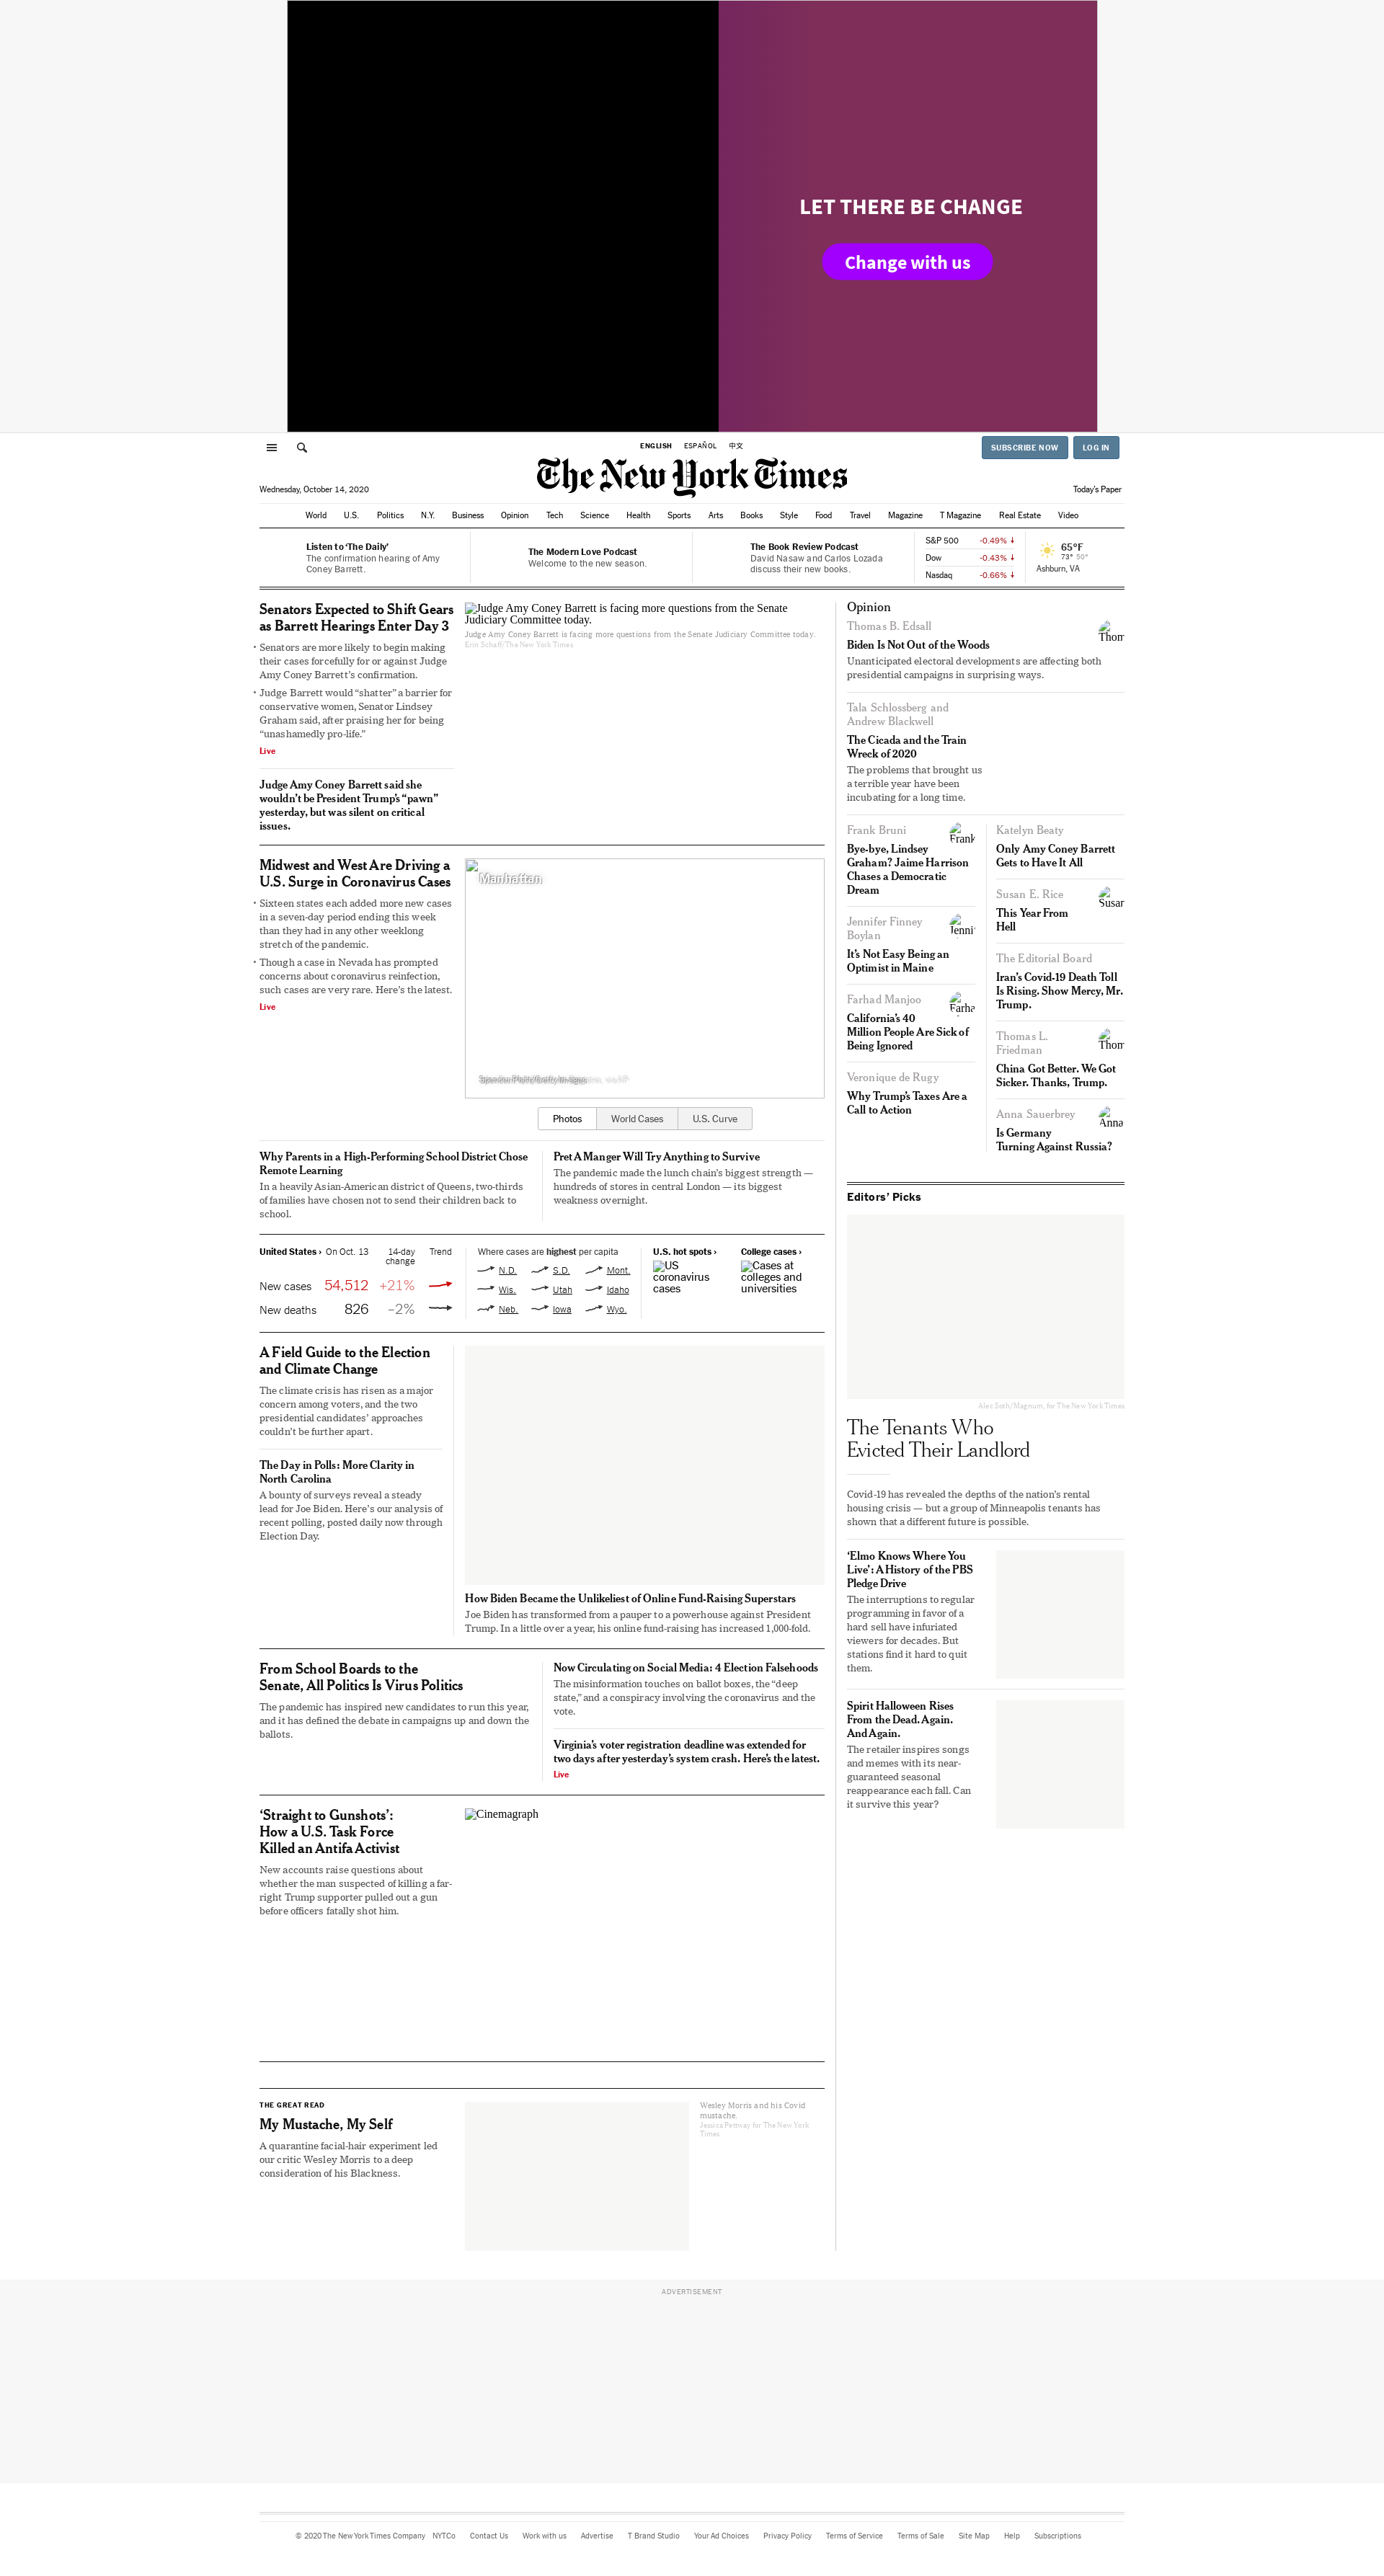 LET THERE BE CHANGE
Change with us
ENGLISH ESPAÑOL 中文
SUBSCRIBE NOW LOG IN
The New York Times
Wednesday, October 14, 2020
Today's Paper
World U.S. Politics N.Y. Business Opinion Tech Science Health Sports Arts Books Style Food Travel Magazine T Magazine Real Estate Video
Listen to ‘The Daily’
The confirmation hearing of Amy
Coney Barrett.
The Modern Love Podcast
Welcome to the new season.
The Book Review Podcast
David Nasaw and Carlos Lozada
discuss their new books.
S&P 500 -0.49%
Dow -0.43%
Nasdaq -0.66%
65°F
73° 50°
Ashburn, VA
Senators Expected to Shift Gears
as Barrett Hearings Enter Day 3
• Senators are more likely to begin making
their cases forcefully for or against Judge
Amy Coney Barrett’s confirmation.
• Judge Barrett would “shatter” a barrier for
conservative women, Senator Lindsey
Graham said, after praising her for being
“unashamedly pro-life.”
Live
Judge Amy Coney Barrett said she
wouldn’t be President Trump’s “pawn”
yesterday, but was silent on critical
issues.
Judge Amy Coney Barrett is facing more questions from the Senate
Judiciary Committee today.
Judge Amy Coney Barrett is facing more questions from the Senate Judiciary Committee today.
Erin Schaff/The New York Times
Midwest and West Are Driving a
U.S. Surge in Coronavirus Cases
• Sixteen states each added more new cases
in a seven-day period ending this week
than they had in any other weeklong
stretch of the pandemic.
• Though a case in Nevada has prompted
concerns about coronavirus reinfection,
such cases are very rare. Here’s the latest.
Live
Manhattan
Photos World Cases U.S. Curve
Why Parents in a High-Performing School District Chose
Remote Learning
In a heavily Asian-American district of Queens, two-thirds
of families have chosen not to send their children back to
school.
Pret A Manger Will Try Anything to Survive
The pandemic made the lunch chain’s biggest strength —
hundreds of stores in central London — its biggest
weakness overnight.
United States › On Oct. 13 14-day
change Trend
New cases 54,512 +21%
New deaths 826 –2%
Where cases are highest per capita
N.D. S.D. Mont.
Wis. Utah Idaho
Neb. Iowa Wyo.
U.S. hot spots ›
US
coronavirus
cases
College cases ›
Cases at
colleges and
universities
A Field Guide to the Election
and Climate Change
The climate crisis has risen as a major
concern among voters, and the two
presidential candidates’ approaches
couldn’t be further apart.
The Day in Polls: More Clarity in
North Carolina
A bounty of surveys reveal a steady
lead for Joe Biden. Here’s our analysis of
recent polling, posted daily now through
Election Day.
How Biden Became the Unlikeliest of Online Fund-Raising Superstars
Joe Biden has transformed from a pauper to a powerhouse against President
Trump. In a little over a year, his online fund-raising has increased 1,000-fold.
From School Boards to the
Senate, All Politics Is Virus Politics
The pandemic has inspired new candidates to run this year,
and it has defined the debate in campaigns up and down the
ballots.
Now Circulating on Social Media: 4 Election Falsehoods
The misinformation touches on ballot boxes, the “deep
state,” and a conspiracy involving the coronavirus and the
vote.
Virginia’s voter registration deadline was extended for
two days after yesterday’s system crash. Here’s the latest.
Live
‘Straight to Gunshots’:
How a U.S. Task Force
Killed an Antifa Activist
New accounts raise questions about
whether the man suspected of killing a far-
right Trump supporter pulled out a gun
before officers fatally shot him.
Cinemagraph
THE GREAT READ
My Mustache, My Self
A quarantine facial-hair experiment led
our critic Wesley Morris to a deep
consideration of his Blackness.
Wesley Morris and his Covid
mustache.
Jessica Pettway for The New York
Times
Opinion
Thomas B. Edsall
Thom
Biden Is Not Out of the Woods
Unanticipated electoral developments are affecting both
presidential campaigns in surprising ways.
Tala Schlossberg and
Andrew Blackwell
The Cicada and the Train
Wreck of 2020
The problems that brought us
a terrible year have been
incubating for a long time.
Frank Bruni
Frank
Bye-bye, Lindsey
Graham? Jaime Harrison
Chases a Democratic
Dream
Jennifer Finney
Boylan
Jenni
It’s Not Easy Being an
Optimist in Maine
Farhad Manjoo
Farha
California’s 40
Million People Are Sick of
Being Ignored
Veronique de Rugy
Why Trump’s Taxes Are a
Call to Action
Katelyn Beaty
Only Amy Coney Barrett
Gets to Have It All
Susan E. Rice
Susar
This Year From
Hell
The Editorial Board
Iran’s Covid-19 Death Toll
Is Rising. Show Mercy, Mr.
Trump.
Thomas L.
Friedman
Thom
China Got Better. We Got
Sicker. Thanks, Trump.
Anna Sauerbrey
Anna
Is Germany
Turning Against Russia?
Editors’ Picks
Alec Soth/Magnum, for The New York Times
The Tenants Who
Evicted Their Landlord
Covid-19 has revealed the depths of the nation’s rental
housing crisis — but a group of Minneapolis tenants has
shown that a different future is possible.
‘Elmo Knows Where You
Live’: A History of the PBS
Pledge Drive
The interruptions to regular
programming in favor of a
hard sell have infuriated
viewers for decades. But
stations find it hard to quit
them.
Spirit Halloween Rises
From the Dead. Again.
And Again.
The retailer inspires songs
and memes with its near-
guaranteed seasonal
reappearance each fall. Can
it survive this year?
ADVERTISEMENT
© 2020 The New York Times Company NYTCo Contact Us Work with us Advertise T Brand Studio Your Ad Choices Privacy Policy Terms of Service Terms of Sale Site Map Help Subscriptions